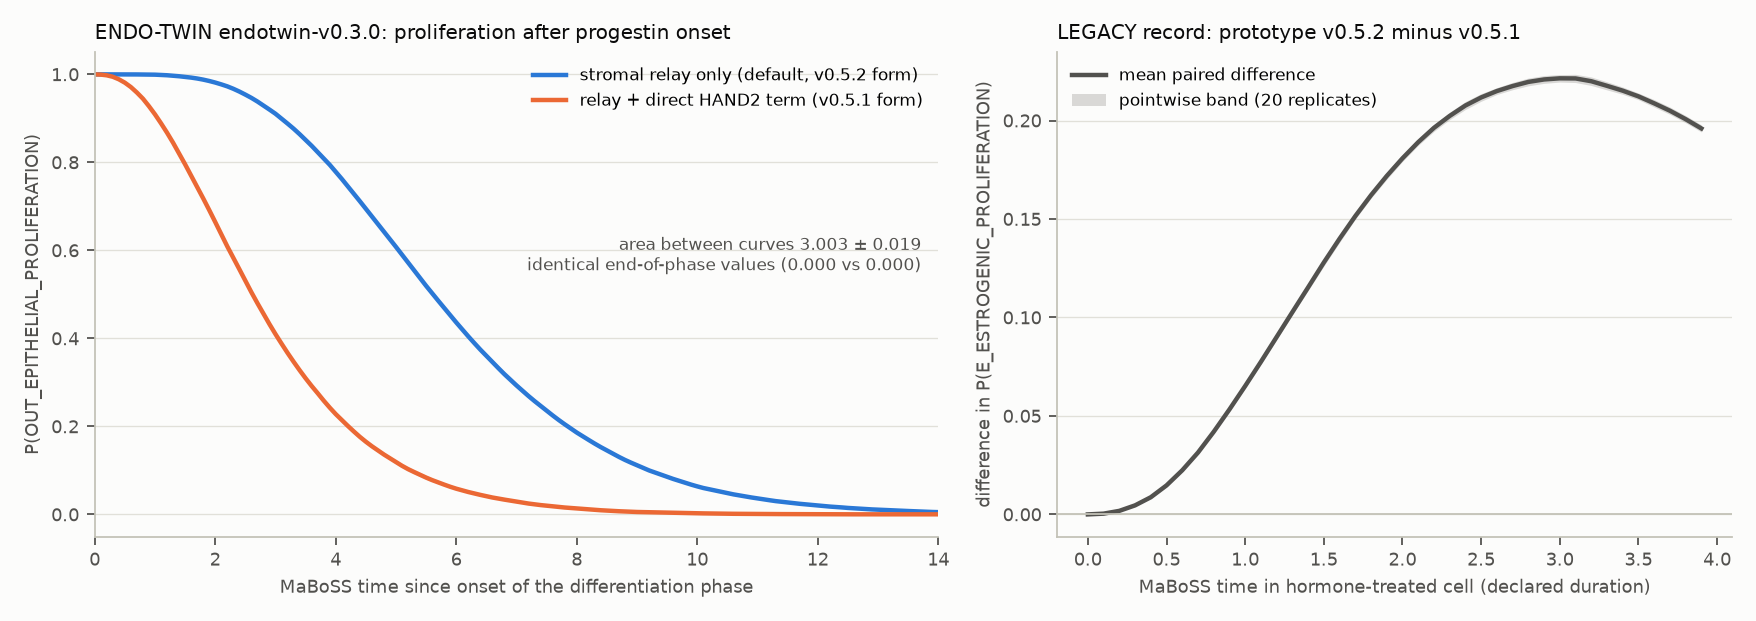 ENDO-TWIN endotwin-v0.3.0: proliferation after progestin onset
P(OUT_EPITHELIAL_PROLIFERATION)
1.0
0.8
0.6
0.4
0.2
0.0
stromal relay only (default, v0.5.2 form)
relay + direct HAND2 term (v0.5.1 form)
area between curves 3.003 ± 0.019
identical end-of-phase values (0.000 vs 0.000)
0 2 4 6 8 10 12 14
MaBoSS time since onset of the differentiation phase
LEGACY record: prototype v0.5.2 minus v0.5.1
difference in P(E_ESTROGENIC_PROLIFERATION)
mean paired difference
pointwise band (20 replicates)
0.20
0.15
0.10
0.05
0.00
0.0 0.5 1.0 1.5 2.0 2.5 3.0 3.5 4.0
MaBoSS time in hormone-treated cell (declared duration)